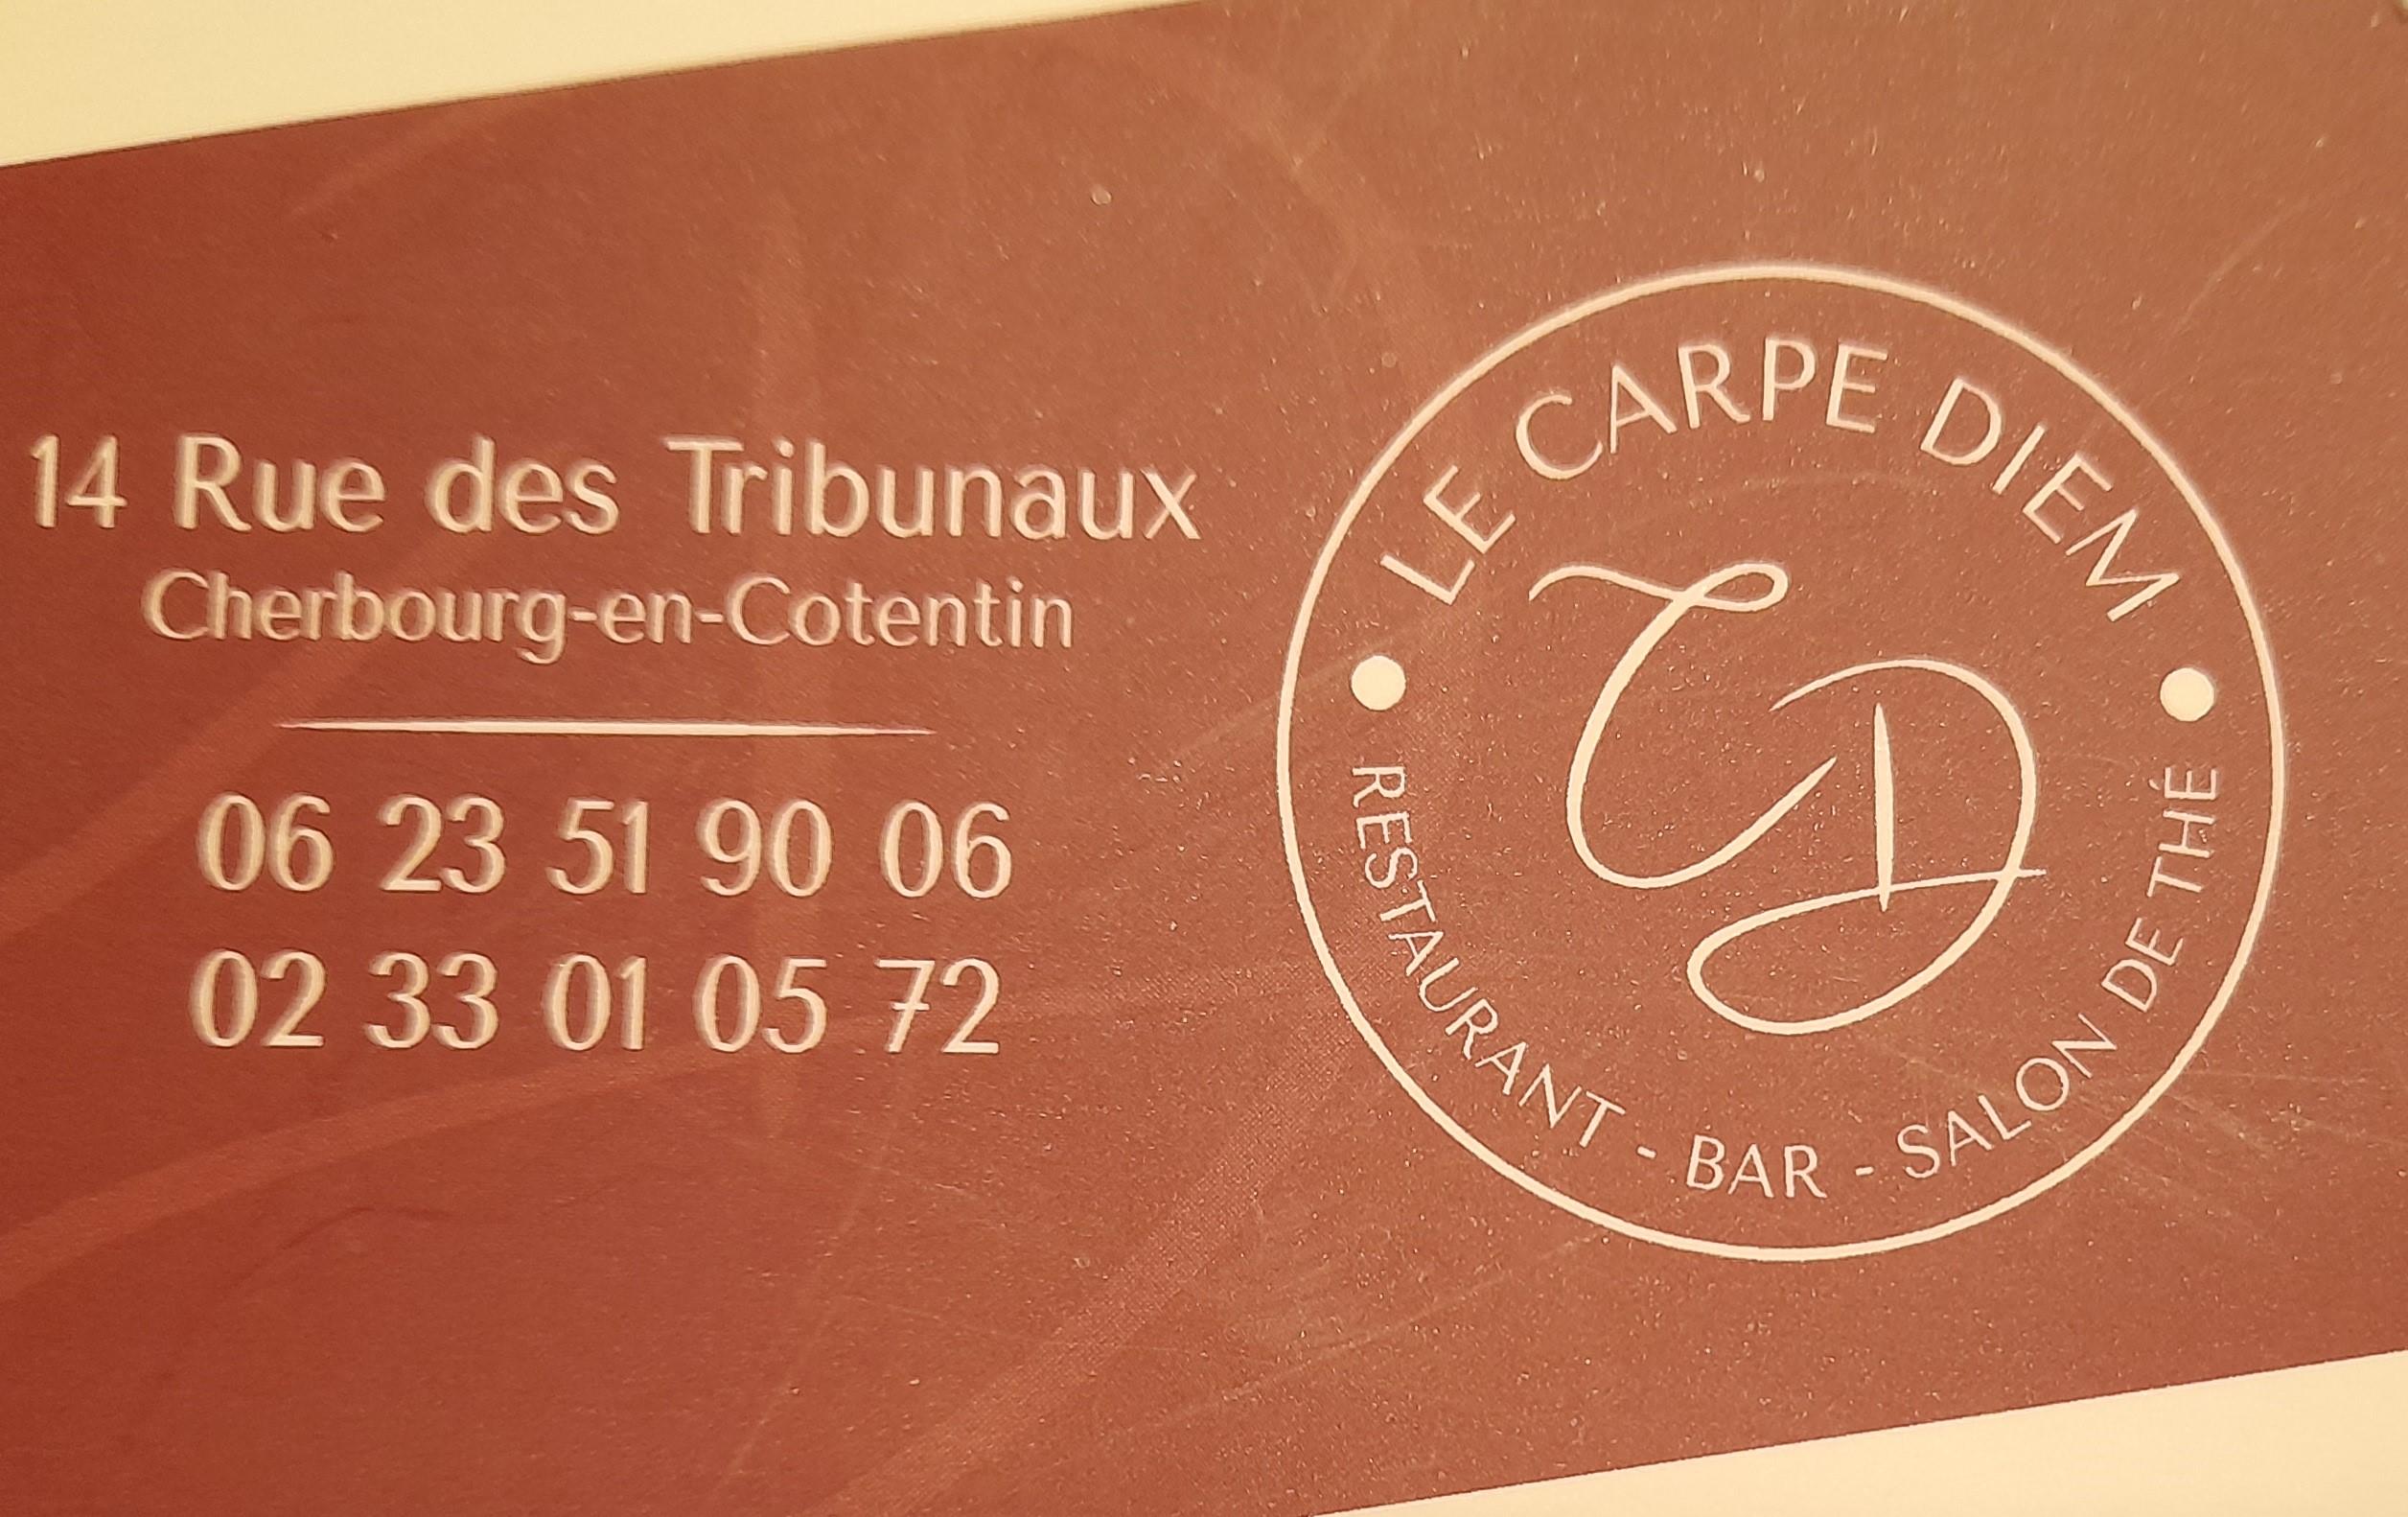 14 Rue des Tribunaux
Cherbourg-en-Cotentin
06 23 51 90 06
02 33 01 05 72
LE CARPE DIEM
CD
RESTAURANT - BAR - SALON DE THÉ